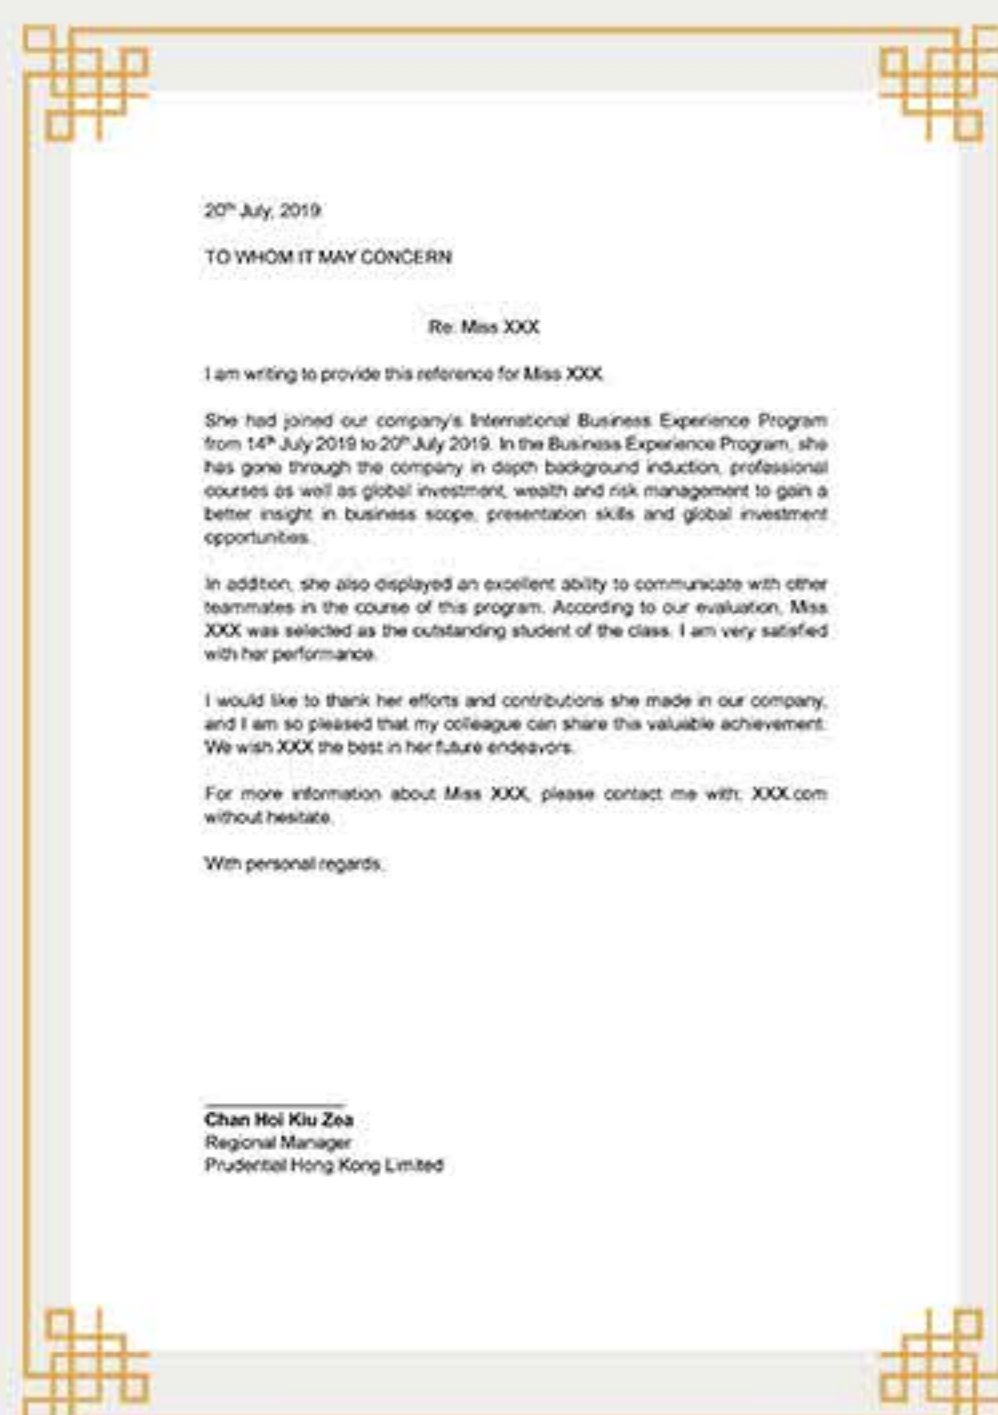 20th July, 2019
TO WHOM IT MAY CONCERN
Re: Miss XXX
I am writing to provide this reference for Miss XXX.
She had joined our company's International Business Experience Program
from 14th July 2019 to 20th July 2019. In the Business Experience Program, she
has gone through the company in depth background induction, professional
courses as well as global investment, wealth and risk management to gain a
better insight in business scope, presentation skills and global investment
opportunities.
In addition, she also displayed an excellent ability to communicate with other
teammates in the course of this program. According to our evaluation, Miss
XXX was selected as the outstanding student of the class. I am very satisfied
with her performance.
I would like to thank her efforts and contributions she made in our company,
and I am so pleased that my colleague can share this valuable achievement.
We wish XXX the best in her future endeavors.
For more information about Miss XXX, please contact me with: XXX.com
without hesitate.
With personal regards,
Chan Hoi Kiu Zea
Regional Manager
Prudential Hong Kong Limited